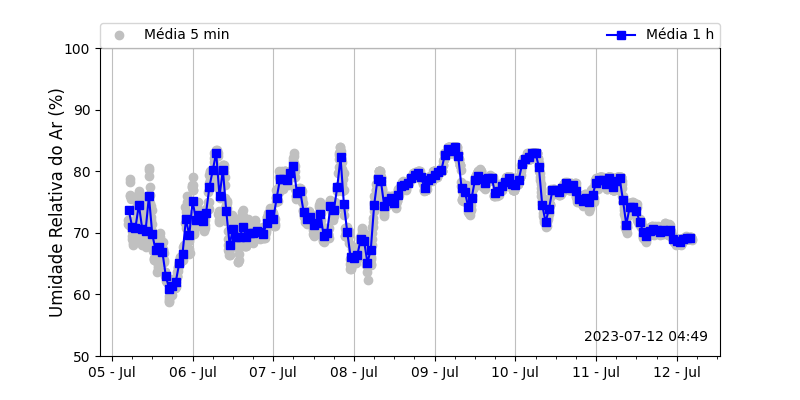 Média 5 min
Média 1 h
Umidade Relativa do Ar (%)
100
90
80
70
60
50
2023-07-12 04:49
05 - Jul
06 - Jul
07 - Jul
08 - Jul
09 - Jul
10 - Jul
11 - Jul
12 - Jul